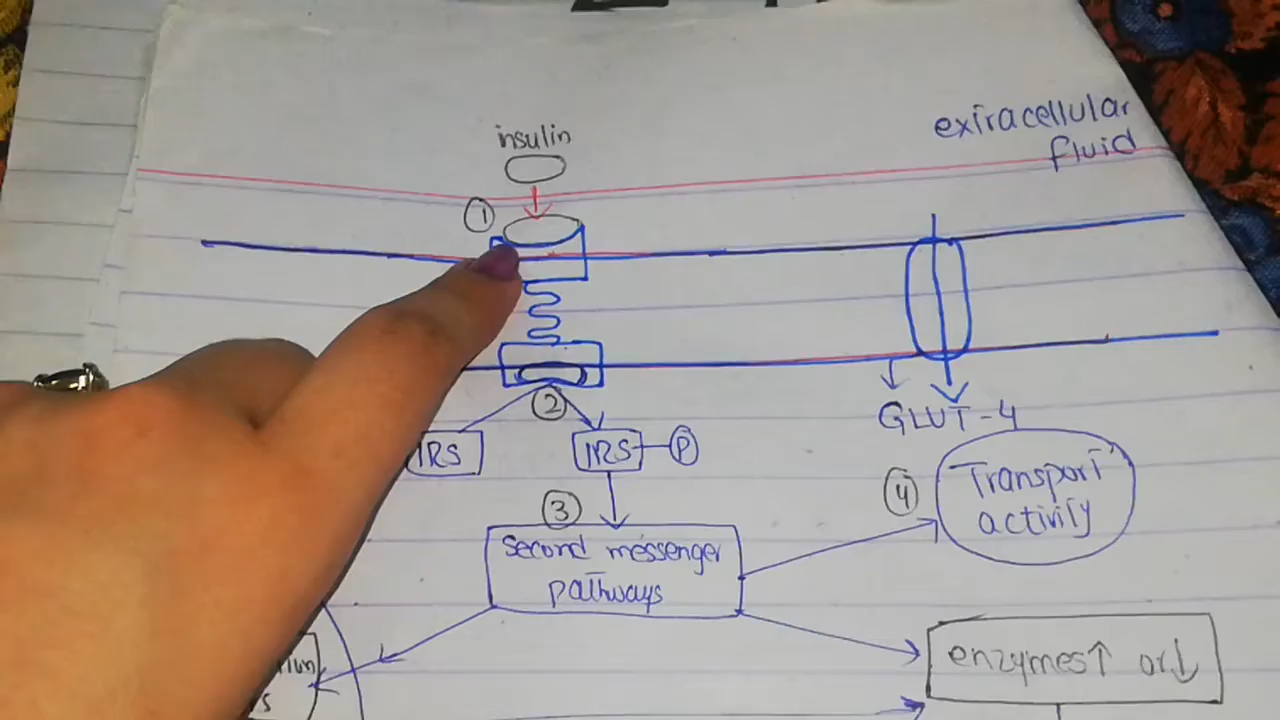 insulin
extracellular
fluid
1
2
IRS
IRS
P
GLUT-4
3
second messenger
pathways
4
Transport
activity
enzymes↑ or↓